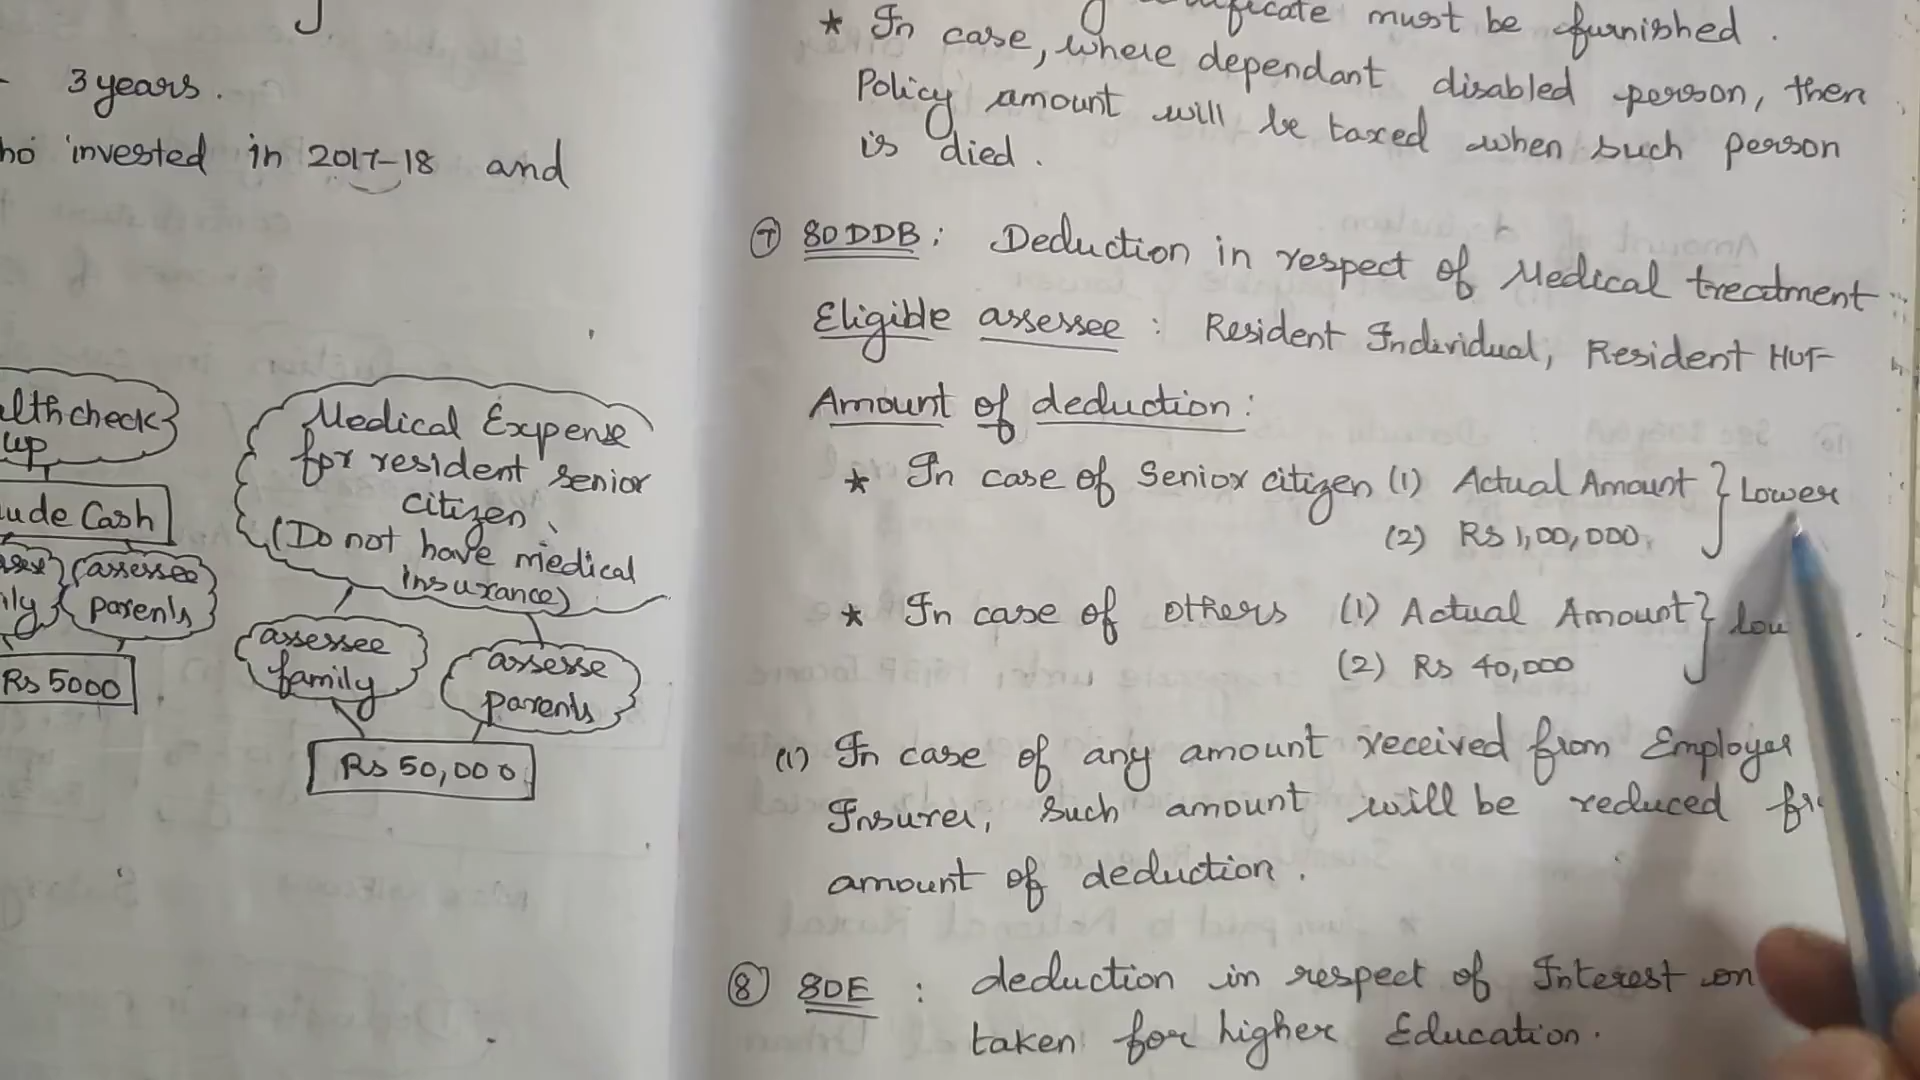 3 years.
invested in 2017-18 and
check
up
Cash
assessee
parents
Rs 5000
Medical Expense
for resident senior
citizen
(Do not have medical
insurance)
assessee
family
assesse
parents
Rs 50,000
must be furnished.
* In case, where dependant disabled person, then
Policy amount will be taxed when such person
is died.
7 80DDB: Deduction in respect of Medical treatment
Eligible assessee: Resident Individual, Resident HUF
Amount of deduction:
* In case of Senior citizen (1) Actual Amount } Lower
(2) Rs 1,00,000
* In case of others (1) Actual Amount }
(2) Rs 40,000
(1) In case of any amount received from
Insurer, such amount will be reduced
amount of deduction.
8 80E: deduction in respect of Interest on
taken for higher Education.